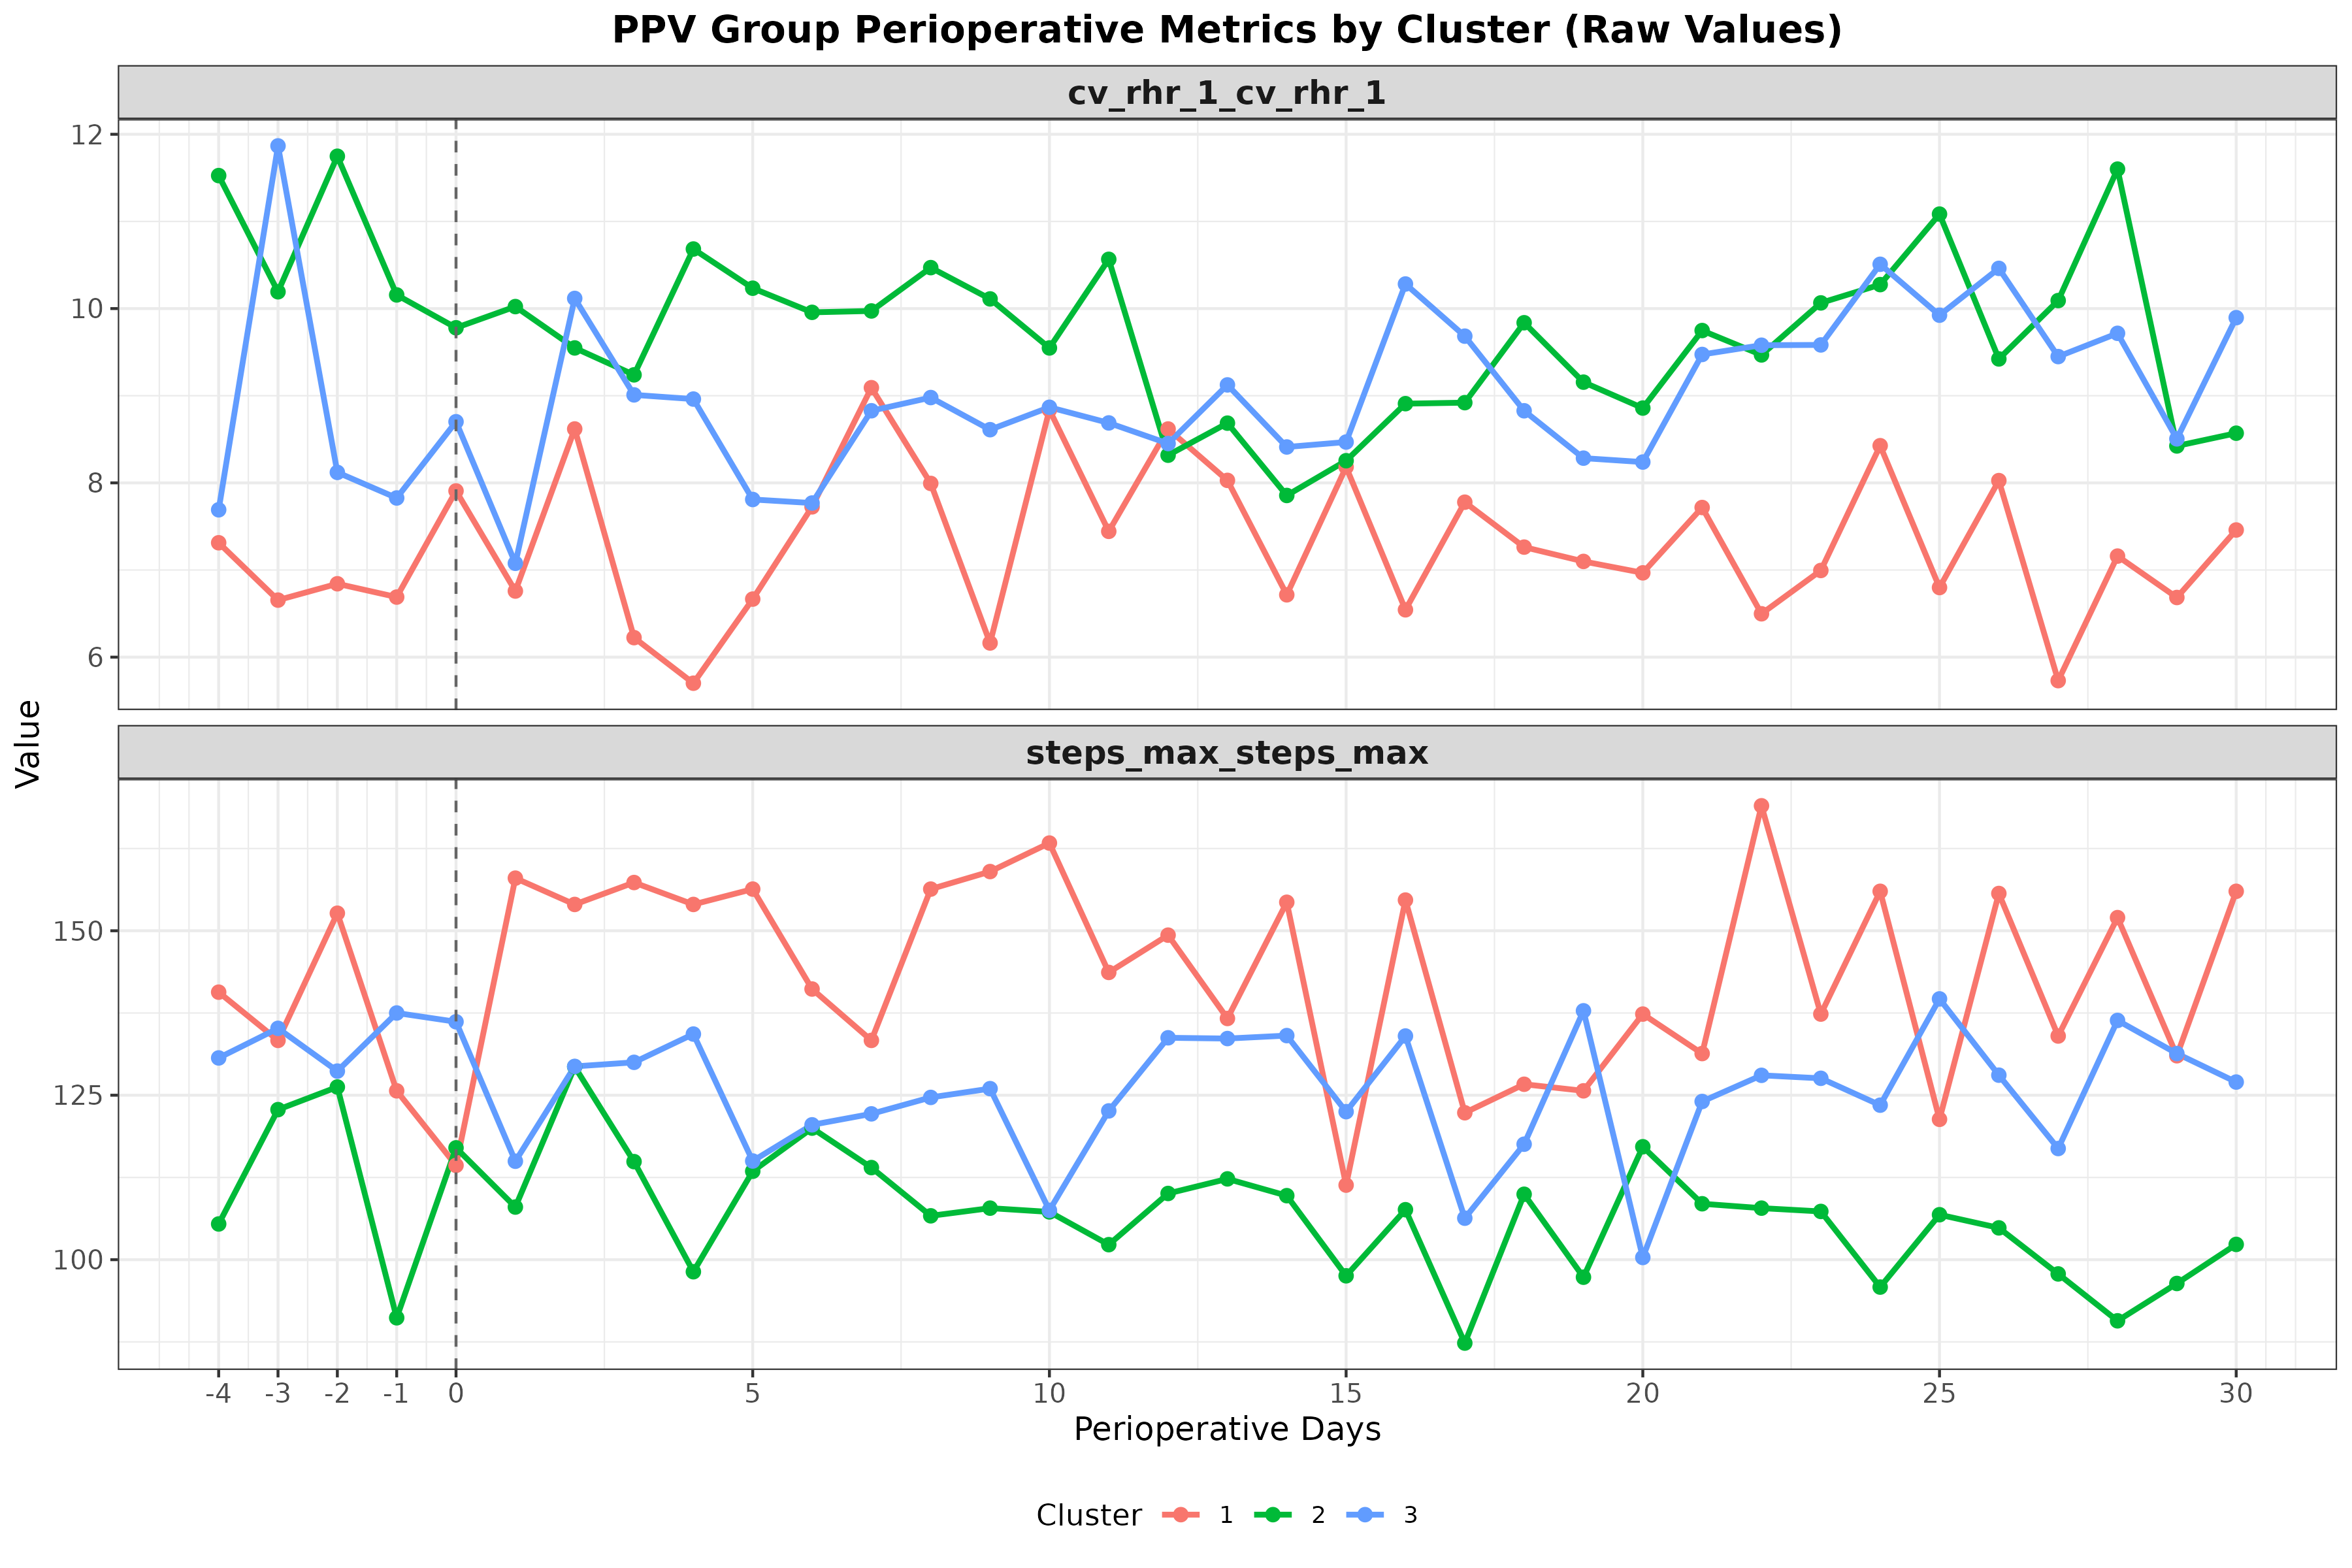 PPV Group Perioperative Metrics by Cluster (Raw Values)
cv_rhr_1_cv_rhr_1
12
10
8
6
Value
steps_max_steps_max
150
125
100
-4 -3 -2 -1 0 5 10 15 20 25 30
Perioperative Days
Cluster 1 2 3